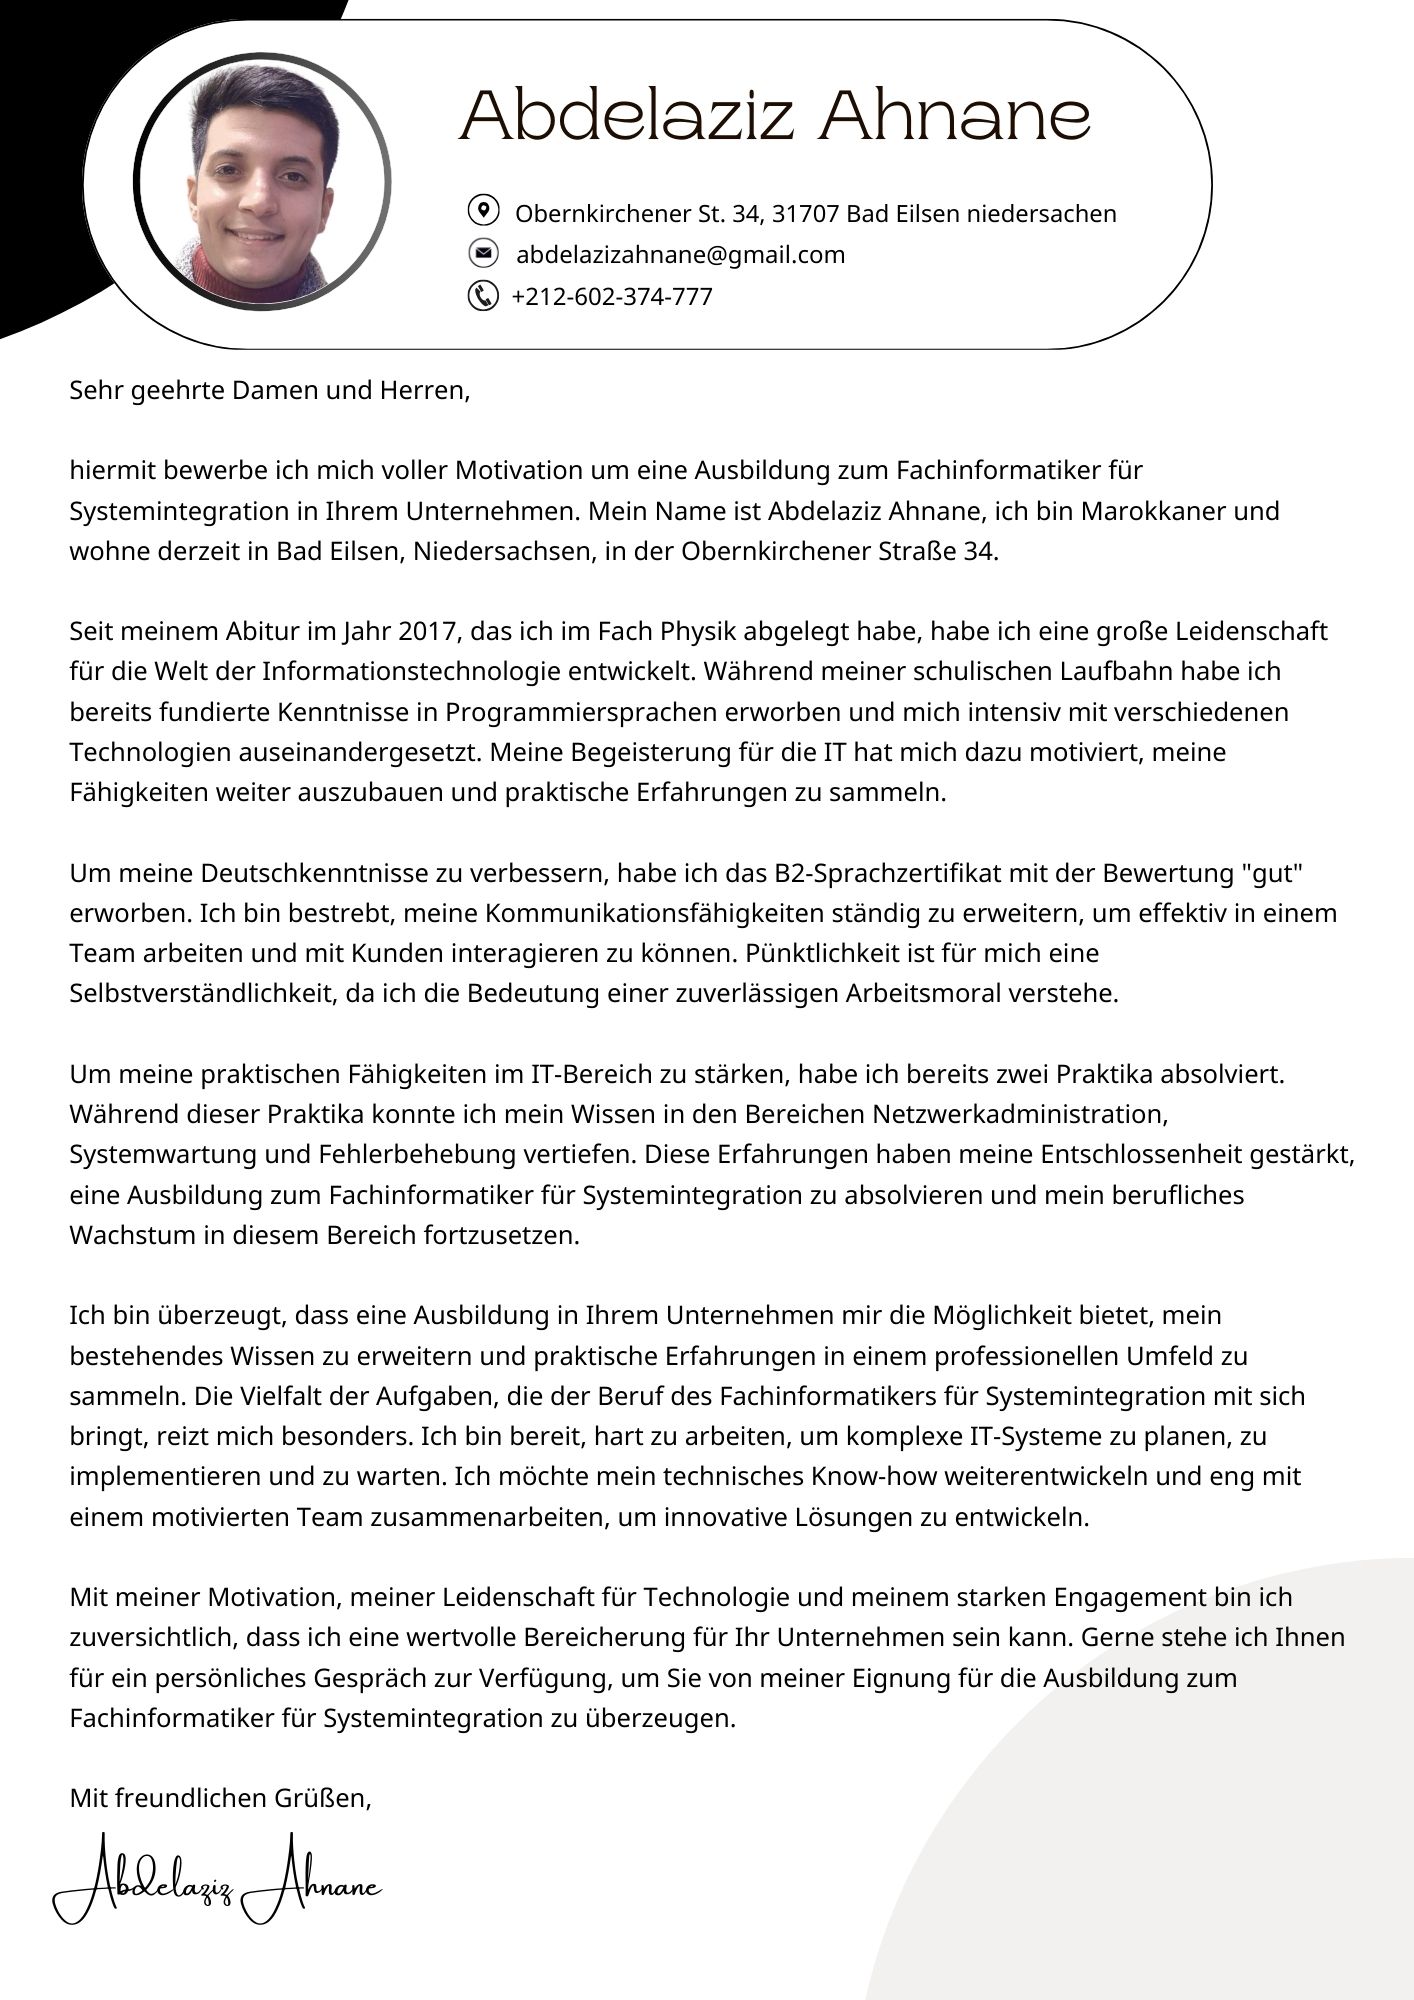 Abdelaziz Ahnane
Obernkirchener St. 34, 31707 Bad Eilsen niedersachen
abdelazizahnane@gmail.com
+212-602-374-777
Sehr geehrte Damen und Herren,
hiermit bewerbe ich mich voller Motivation um eine Ausbildung zum Fachinformatiker für
Systemintegration in Ihrem Unternehmen. Mein Name ist Abdelaziz Ahnane, ich bin Marokkaner und
wohne derzeit in Bad Eilsen, Niedersachsen, in der Obernkirchener Straße 34.
Seit meinem Abitur im Jahr 2017, das ich im Fach Physik abgelegt habe, habe ich eine große Leidenschaft
für die Welt der Informationstechnologie entwickelt. Während meiner schulischen Laufbahn habe ich
bereits fundierte Kenntnisse in Programmiersprachen erworben und mich intensiv mit verschiedenen
Technologien auseinandergesetzt. Meine Begeisterung für die IT hat mich dazu motiviert, meine
Fähigkeiten weiter auszubauen und praktische Erfahrungen zu sammeln.
Um meine Deutschkenntnisse zu verbessern, habe ich das B2-Sprachzertifikat mit der Bewertung "gut"
erworben. Ich bin bestrebt, meine Kommunikationsfähigkeiten ständig zu erweitern, um effektiv in einem
Team arbeiten und mit Kunden interagieren zu können. Pünktlichkeit ist für mich eine
Selbstverständlichkeit, da ich die Bedeutung einer zuverlässigen Arbeitsmoral verstehe.
Um meine praktischen Fähigkeiten im IT-Bereich zu stärken, habe ich bereits zwei Praktika absolviert.
Während dieser Praktika konnte ich mein Wissen in den Bereichen Netzwerkadministration,
Systemwartung und Fehlerbehebung vertiefen. Diese Erfahrungen haben meine Entschlossenheit gestärkt,
eine Ausbildung zum Fachinformatiker für Systemintegration zu absolvieren und mein berufliches
Wachstum in diesem Bereich fortzusetzen.
Ich bin überzeugt, dass eine Ausbildung in Ihrem Unternehmen mir die Möglichkeit bietet, mein
bestehendes Wissen zu erweitern und praktische Erfahrungen in einem professionellen Umfeld zu
sammeln. Die Vielfalt der Aufgaben, die der Beruf des Fachinformatikers für Systemintegration mit sich
bringt, reizt mich besonders. Ich bin bereit, hart zu arbeiten, um komplexe IT-Systeme zu planen, zu
implementieren und zu warten. Ich möchte mein technisches Know-how weiterentwickeln und eng mit
einem motivierten Team zusammenarbeiten, um innovative Lösungen zu entwickeln.
Mit meiner Motivation, meiner Leidenschaft für Technologie und meinem starken Engagement bin ich
zuversichtlich, dass ich eine wertvolle Bereicherung für Ihr Unternehmen sein kann. Gerne stehe ich Ihnen
für ein persönliches Gespräch zur Verfügung, um Sie von meiner Eignung für die Ausbildung zum
Fachinformatiker für Systemintegration zu überzeugen.
Mit freundlichen Grüßen,
Abdelaziz Ahnane